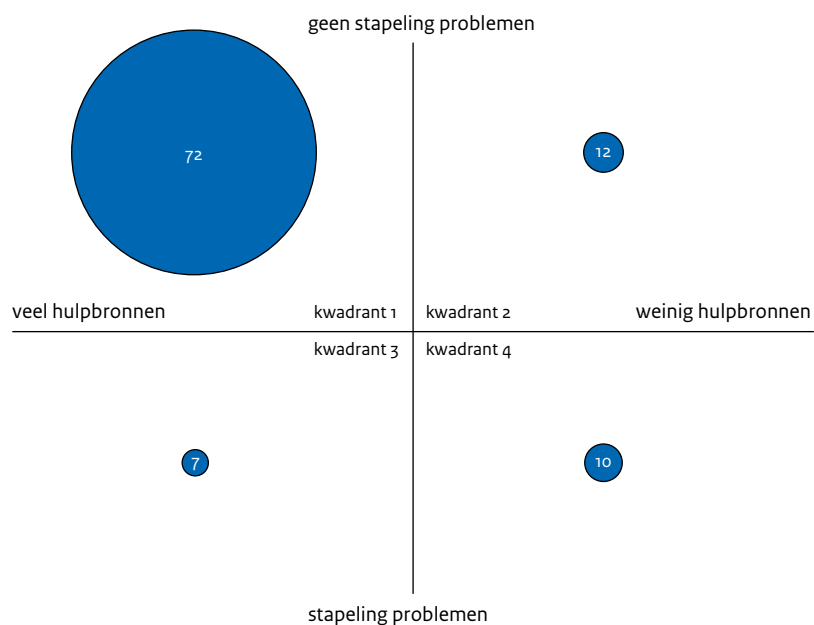 geen stapeling problemen
72
12
veel hulpbronnen
kwadrant 1
kwadrant 2
weinig hulpbronnen
kwadrant 3
kwadrant 4
7
10
stapeling problemen